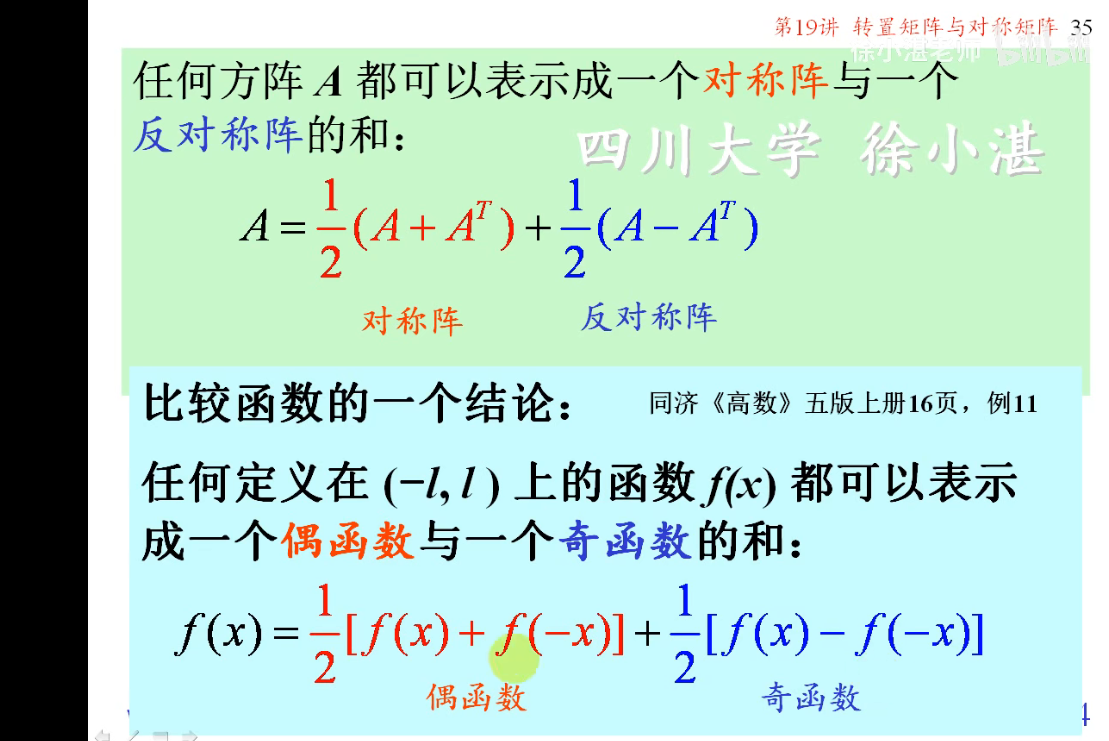 第19讲 转置矩阵与对称矩阵 35
徐小湛老师 bilibili
任何方阵 A 都可以表示成一个对称阵与一个
反对称阵的和：
四川大学 徐小湛
A = 1/2 (A + A^T) + 1/2 (A − A^T)
对称阵 反对称阵
比较函数的一个结论： 同济《高数》五版上册16页，例11
任何定义在 (−l, l ) 上的函数 f(x) 都可以表示
成一个偶函数与一个奇函数的和：
f(x) = 1/2 [f(x) + f(−x)] + 1/2 [f(x) − f(−x)]
偶函数 奇函数